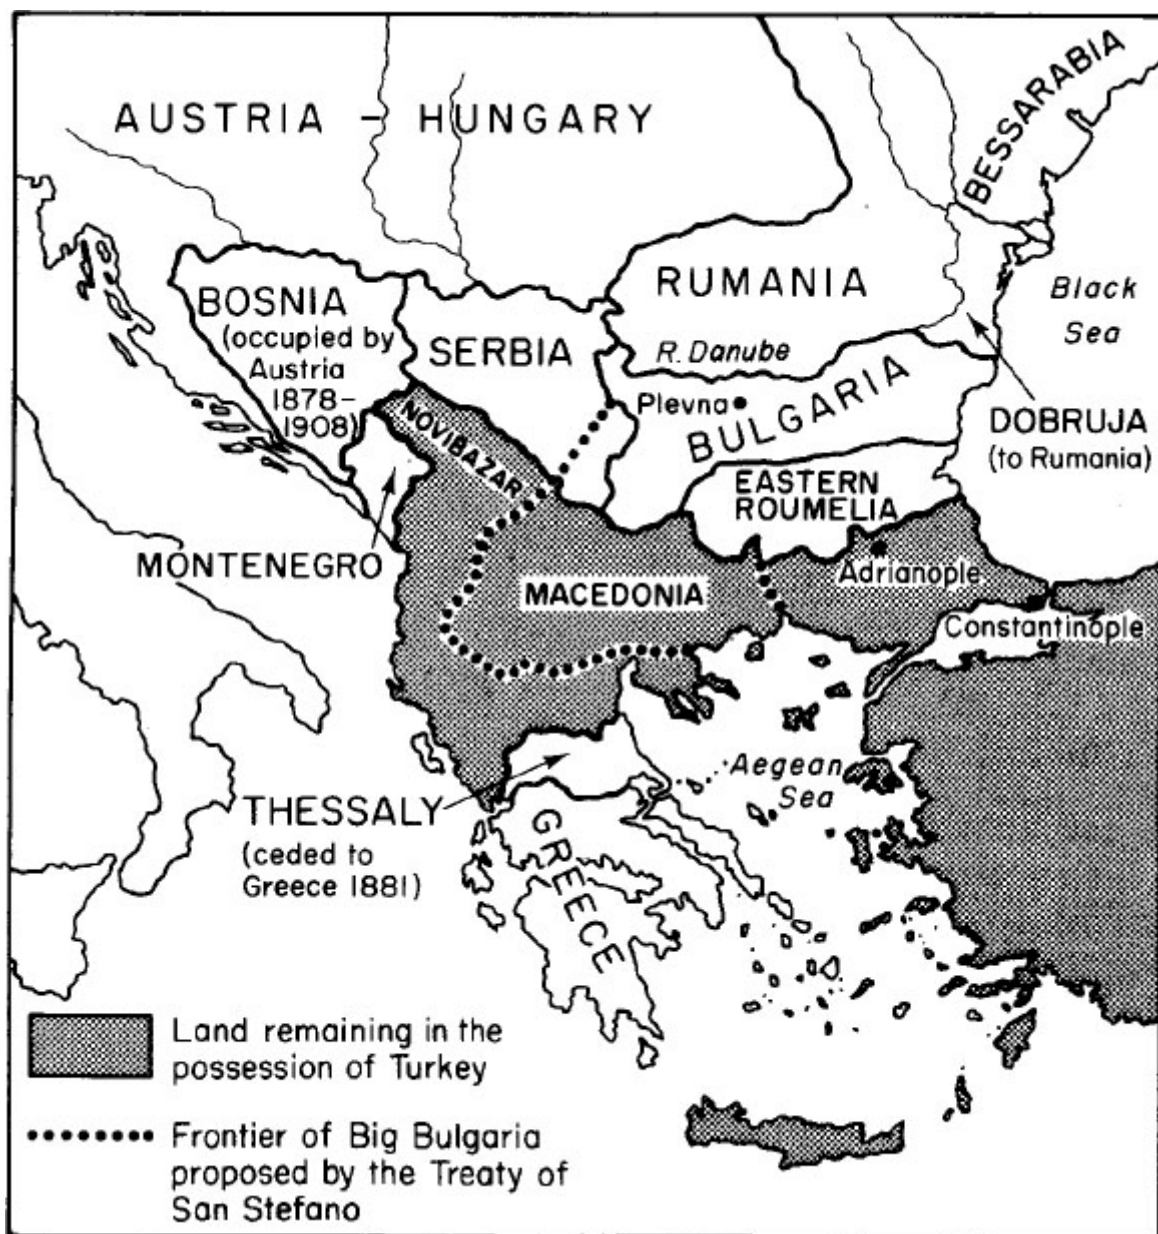 AUSTRIA - HUNGARY
BESSARABIA
BOSNIA
(occupied by
Austria
1878-
1908)
SERBIA
RUMANIA
Black
Sea
R. Danube
Plevna
BULGARIA
DOBRUJA
(to Rumania)
NOVIBAZAR
EASTERN
ROUMELIA
MONTENEGRO
MACEDONIA
Adrianople
Constantinople
Aegean
Sea
THESSALY
(ceded to
Greece 1881)
GREECE
Land remaining in the
possession of Turkey
Frontier of Big Bulgaria
proposed by the Treaty of
San Stefano